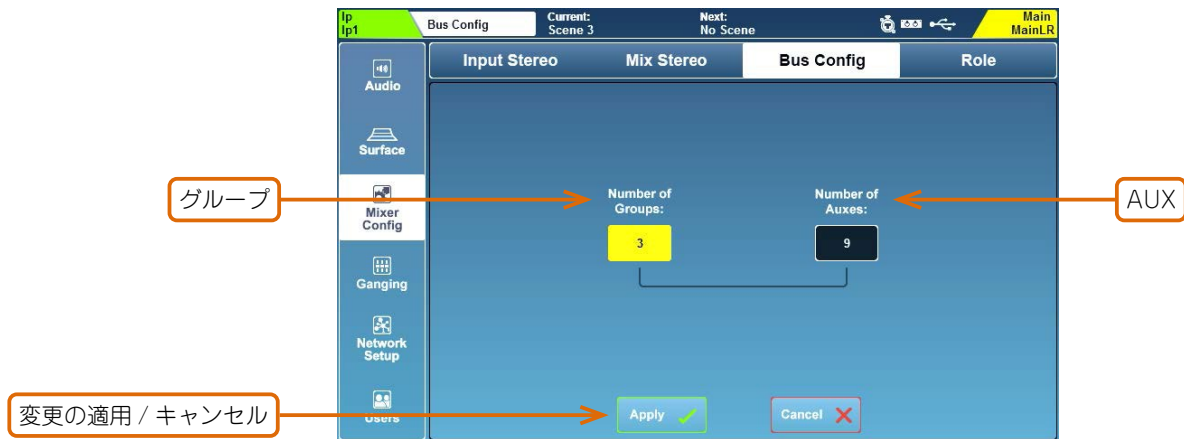 Ip
Ip1
Bus Config
Current:
Scene 3
Next:
No Scene
Main
MainLR
Audio
Surface
Mixer
Config
Ganging
Network
Setup
Users
Input Stereo
Mix Stereo
Bus Config
Role
Number of
Groups:
3
Number of
Auxes:
9
Apply
Cancel
グループ
AUX
変更の適用 / キャンセル